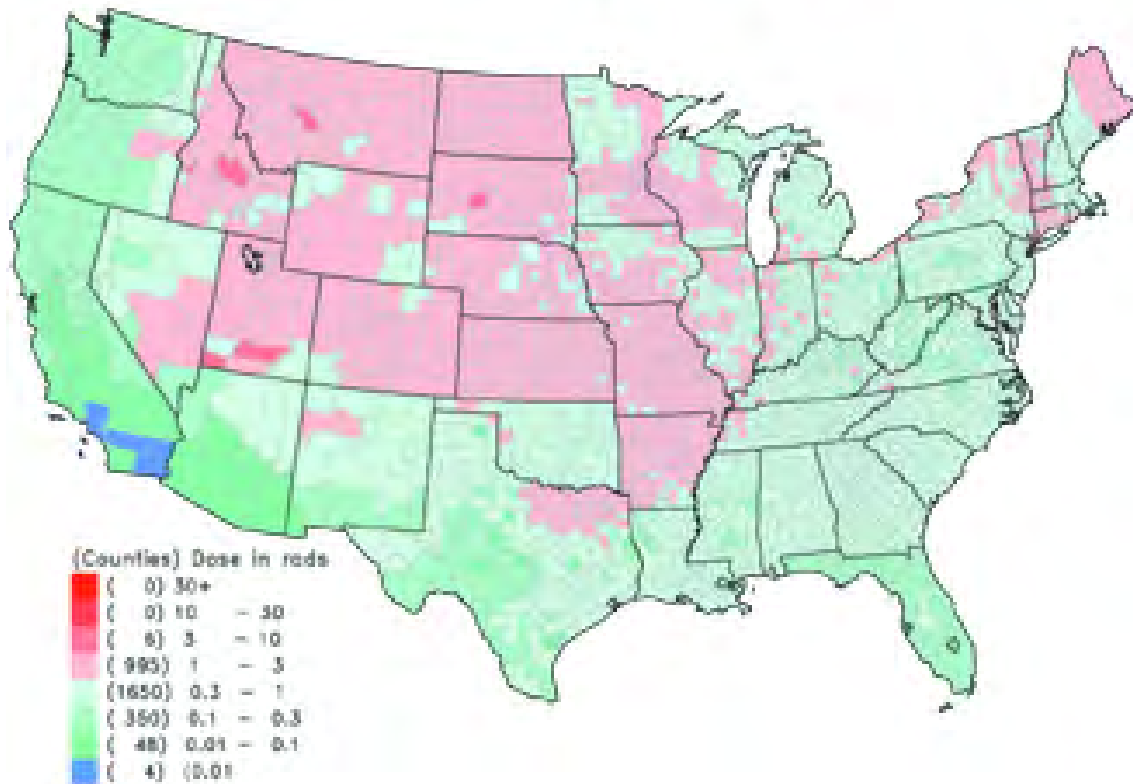 (Counties) Dose in rads
( 0) 30+
( 0) 10 - 30
( 6) 3 - 10
( 995) 1 - 3
(1650) 0.3 - 1
( 350) 0.1 - 0.3
( 48) 0.01 - 0.1
( 4) (0.01